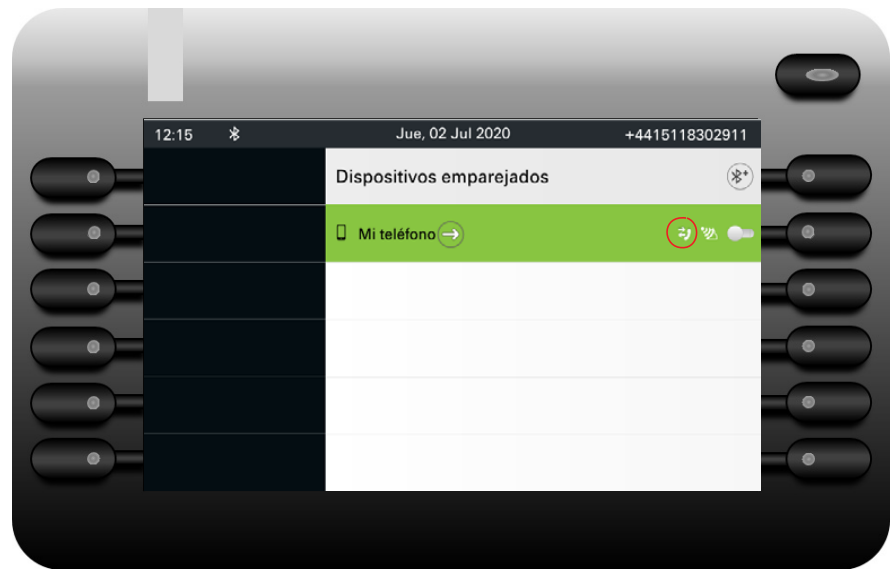 12:15 Jue, 02 Jul 2020 +4415118302911
Dispositivos emparejados
Mi teléfono